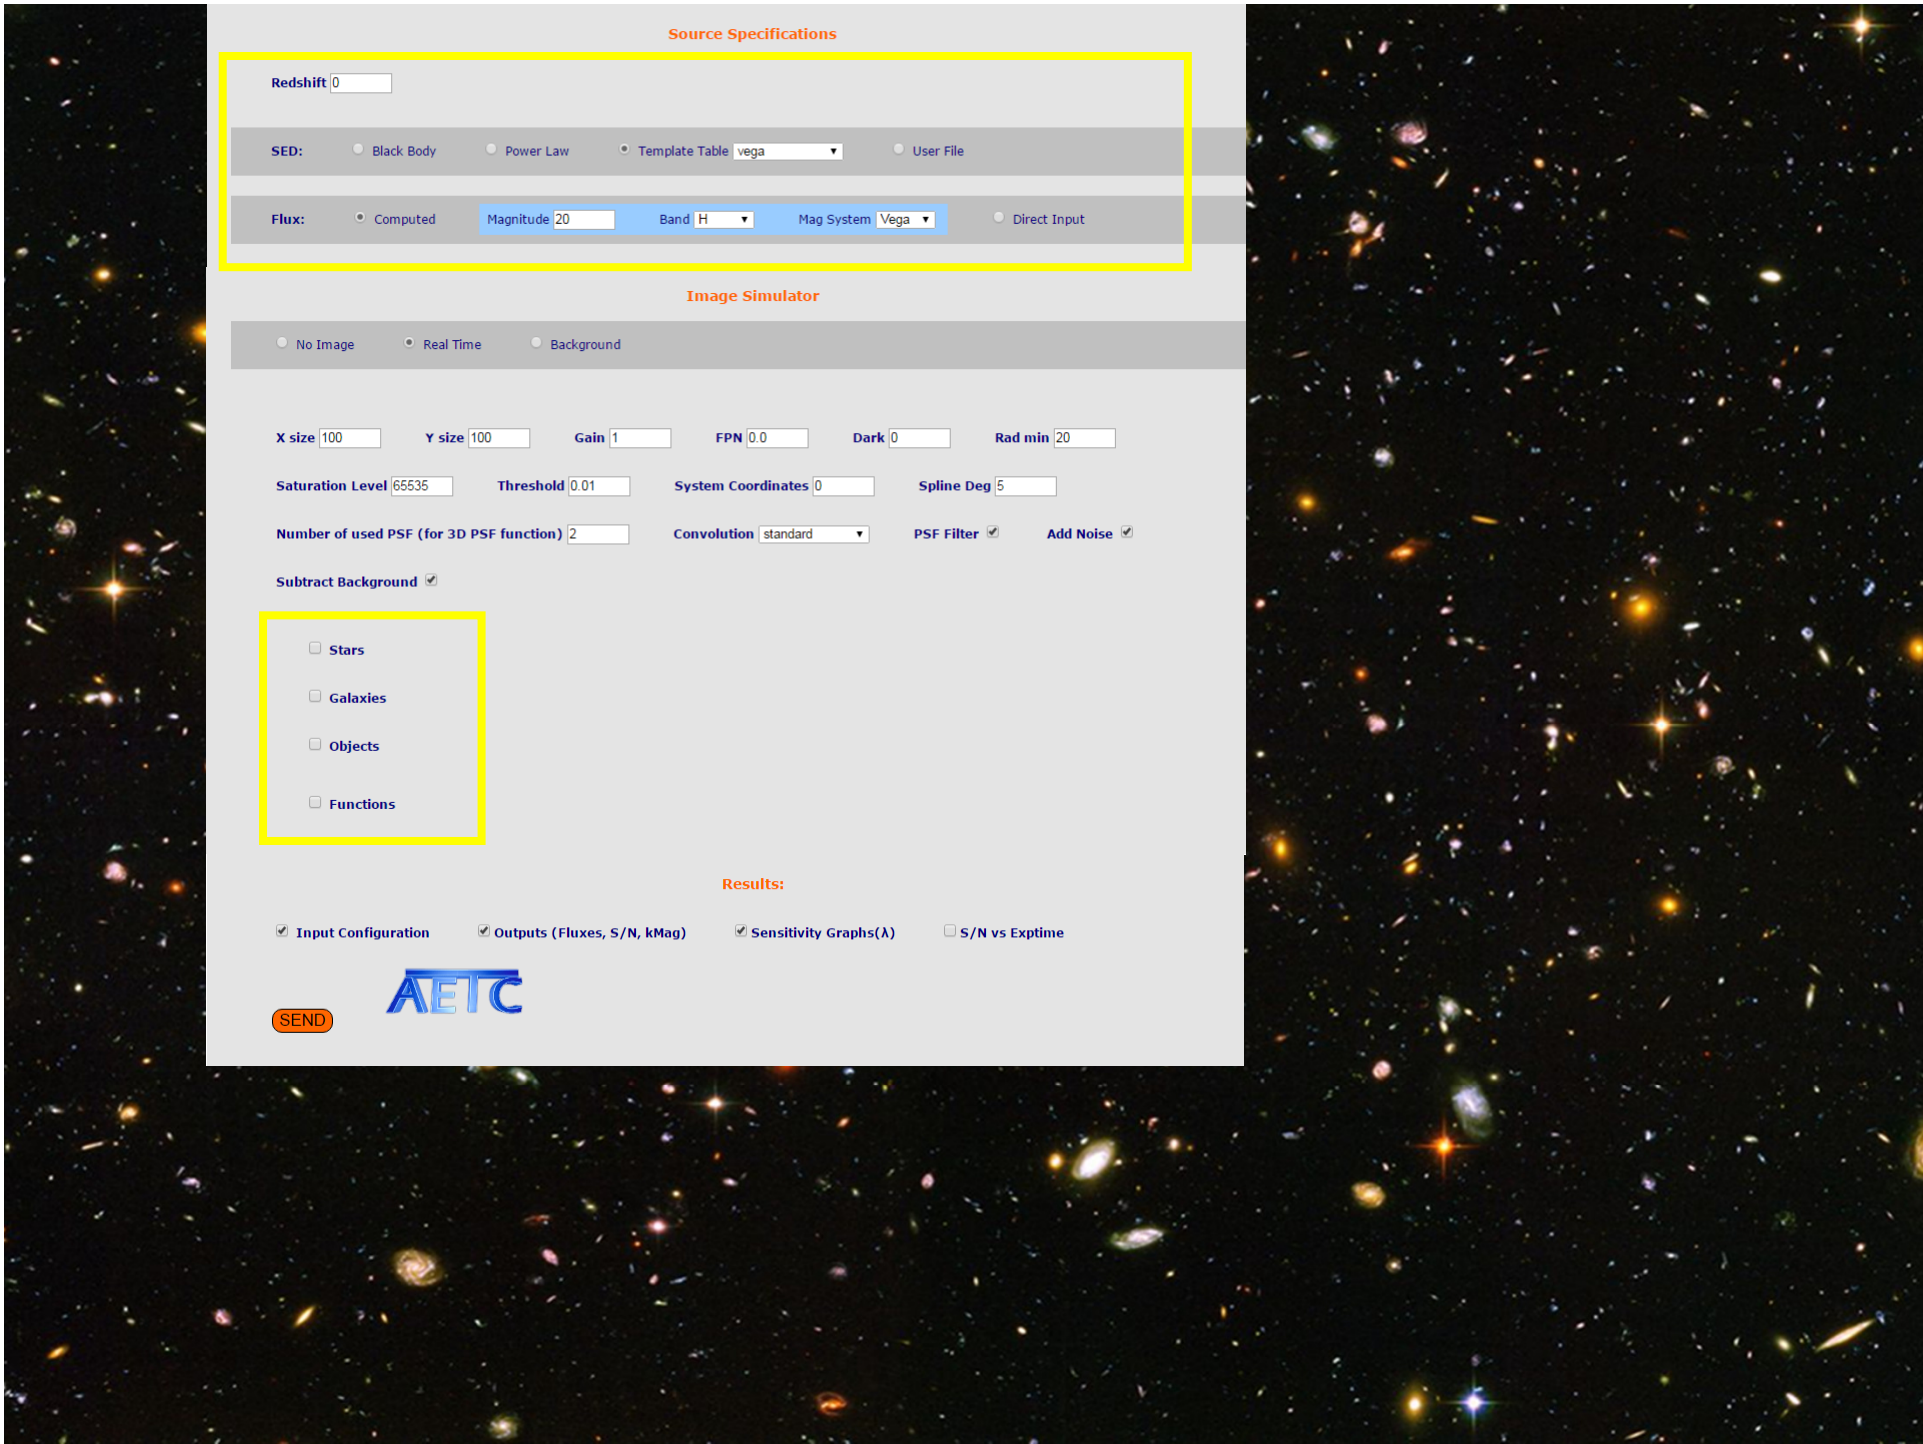 Source Specifications
Redshift 0
SED: Black Body Power Law Template Table vega User File
Flux: Computed Magnitude 20 Band H Mag System Vega Direct Input
Image Simulator
No Image Real Time Background
X size 100 Y size 100 Gain 1 FPN 0.0 Dark 0 Rad min 20
Saturation Level 65535 Threshold 0.01 System Coordinates 0 Spline Deg 5
Number of used PSF (for 3D PSF function) 2 Convolution standard PSF Filter Add Noise
Subtract Background
Stars
Galaxies
Objects
Functions
Results:
Input Configuration Outputs (Fluxes, S/N, kMag) Sensitivity Graphs(λ) S/N vs Exptime
AETC
SEND